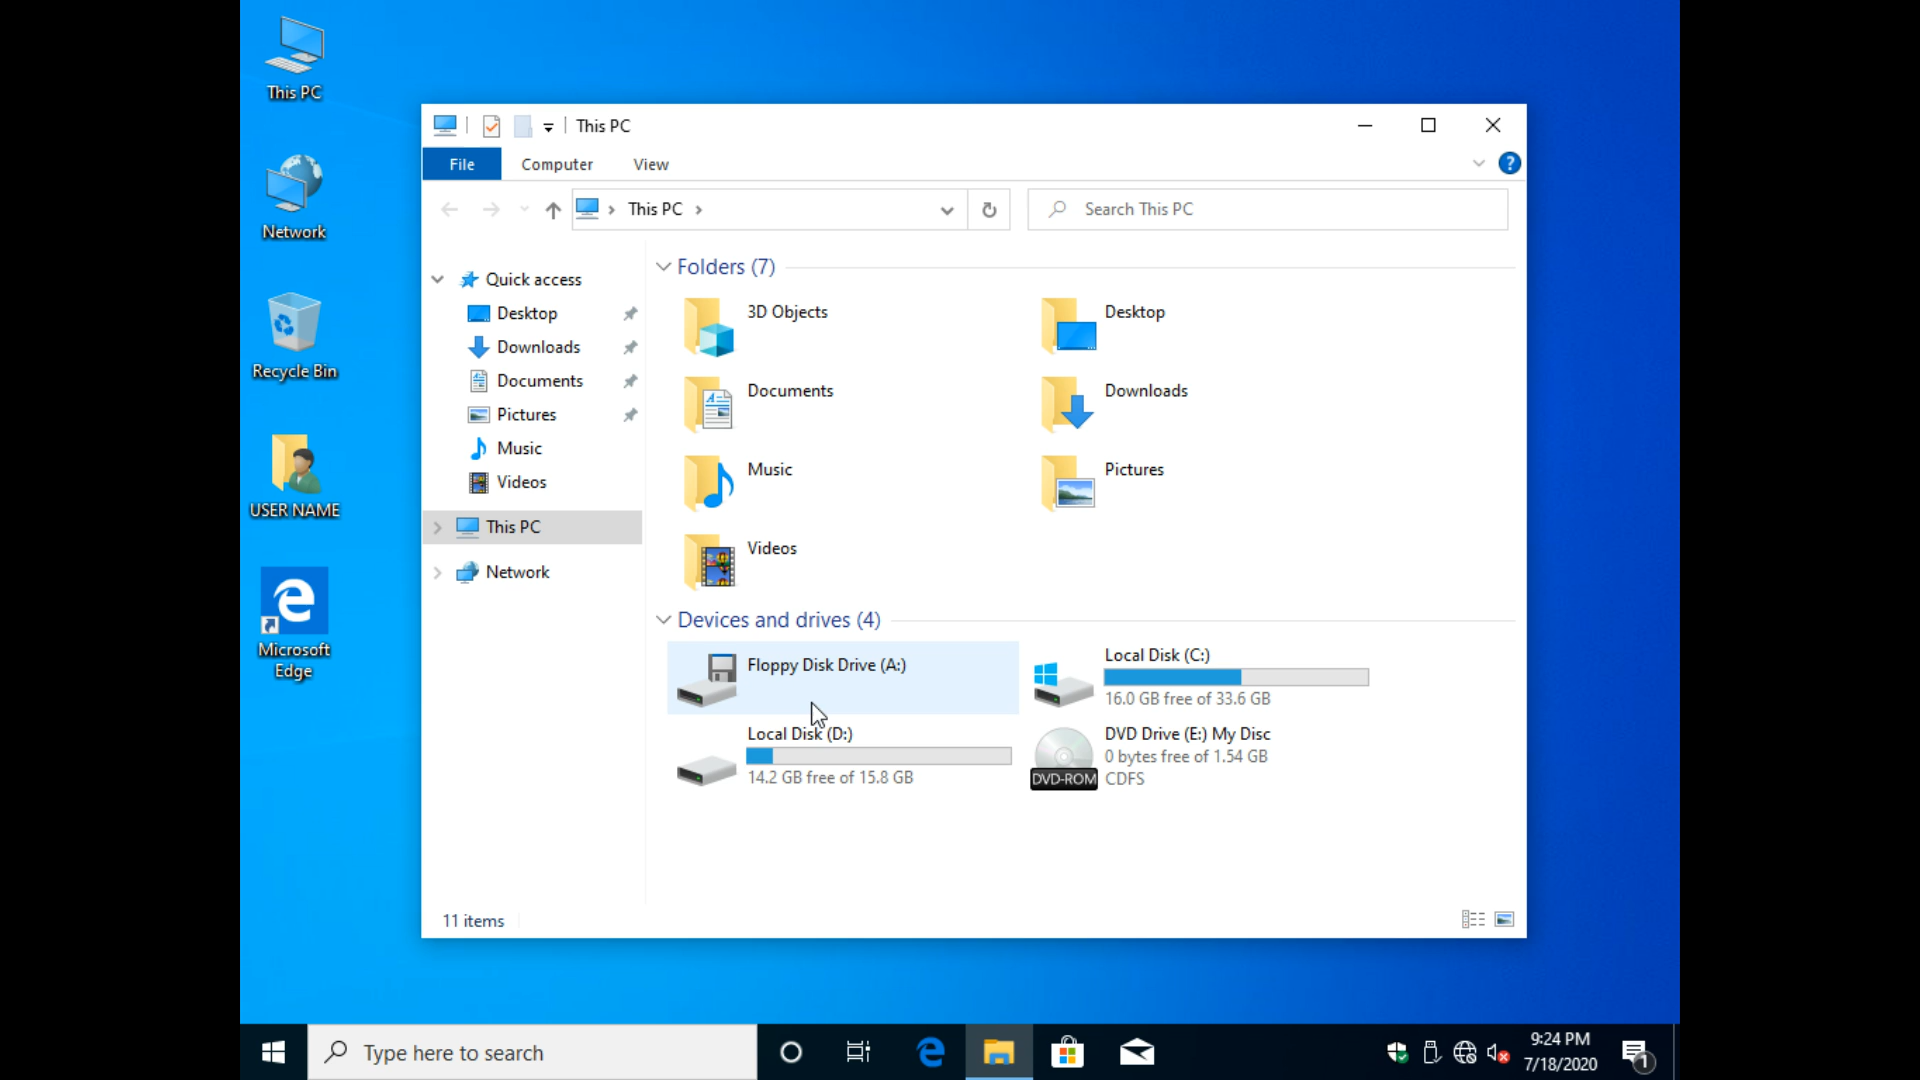 This PC
Network
Recycle Bin
USER NAME
Microsoft
Edge
This PC
File
Computer
View
?
This PC
Search This PC
Quick access
Desktop
Downloads
Documents
Pictures
Music
Videos
This PC
Network
Folders (7)
3D Objects
Desktop
Documents
Downloads
Music
Pictures
Videos
Devices and drives (4)
Floppy Disk Drive (A:)
Local Disk (C:)
16.0 GB free of 33.6 GB
Local Disk (D:)
14.2 GB free of 15.8 GB
DVD Drive (E:) My Disc
0 bytes free of 1.54 GB
DVD-ROM
CDFS
11 items
Type here to search
9:24 PM
7/18/2020
1